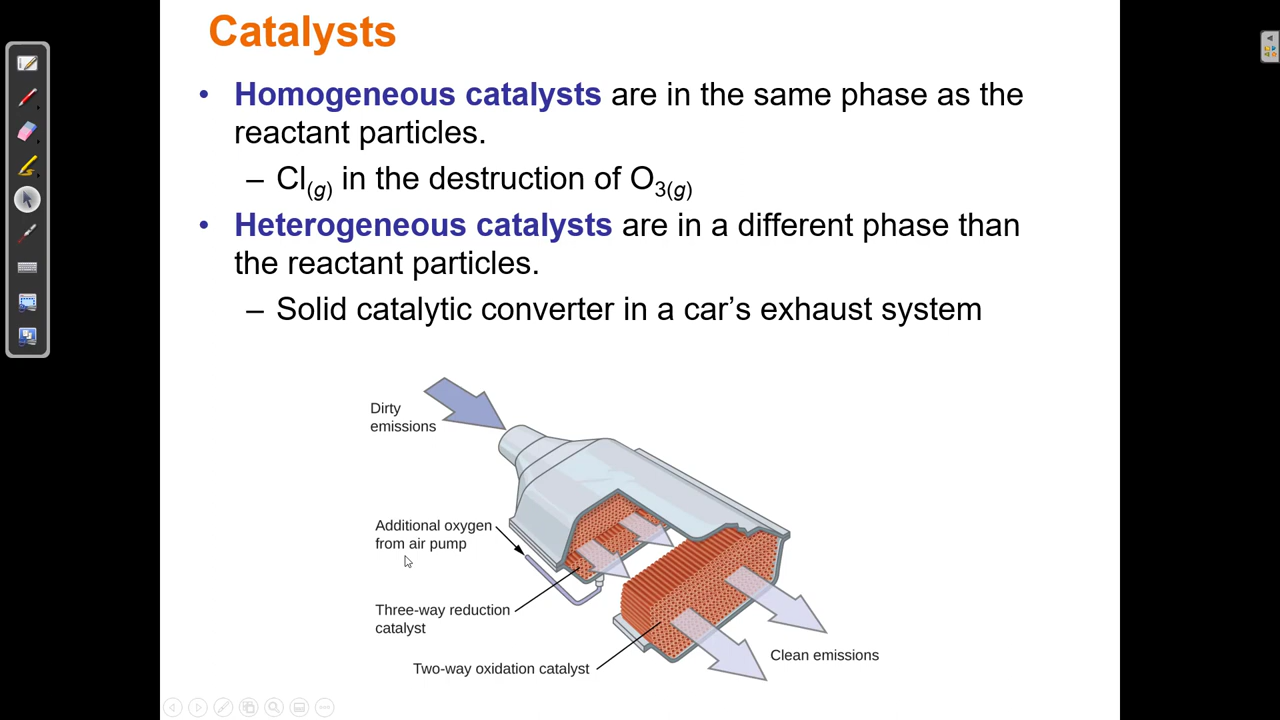 Catalysts
• Homogeneous catalysts are in the same phase as the
reactant particles.
– Cl(g) in the destruction of O3(g)
• Heterogeneous catalysts are in a different phase than
the reactant particles.
– Solid catalytic converter in a car’s exhaust system
Dirty
emissions
Additional oxygen
from air pump
Three-way reduction
catalyst
Two-way oxidation catalyst
Clean emissions